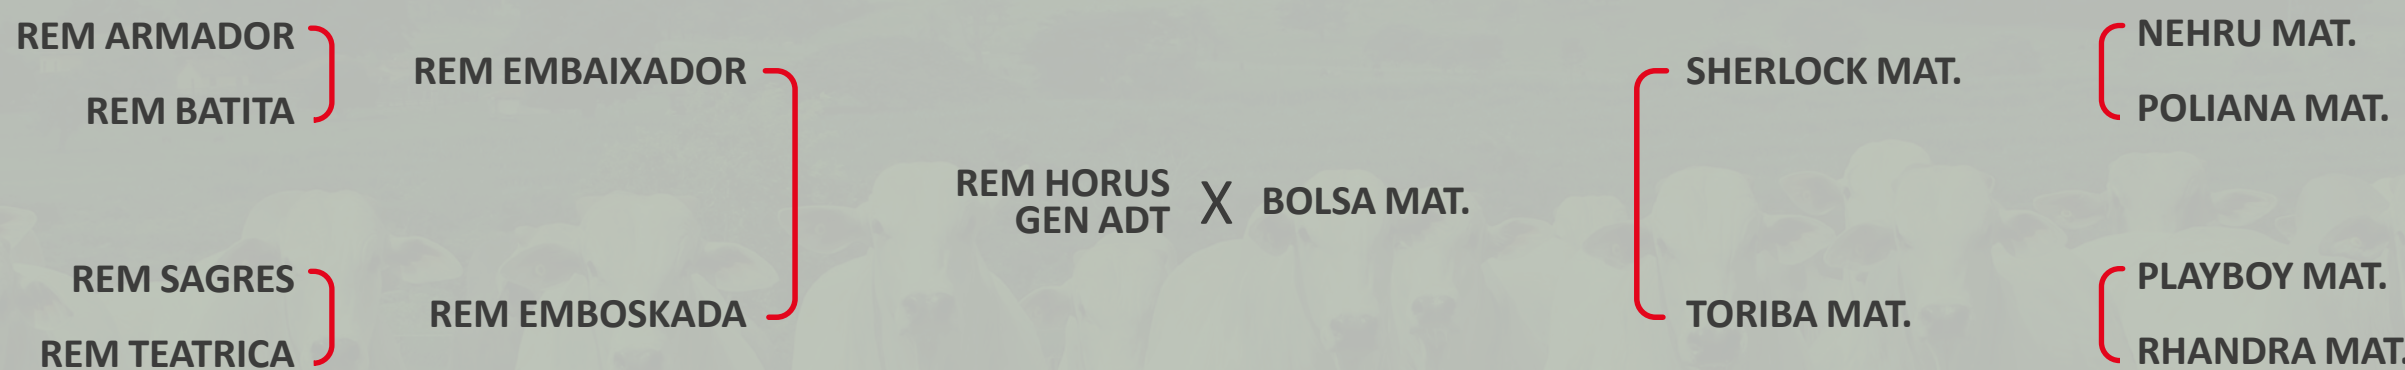 REM ARMADOR
REM BATITA
REM EMBAIXADOR
REM SAGRES
REM TEATRICA
REM EMBOSKADA
REM HORUS
GEN ADT
X
BOLSA MAT.
SHERLOCK MAT.
NEHRU MAT.
POLIANA MAT.
TORIBA MAT.
PLAYBOY MAT.
RHANDRA MAT.